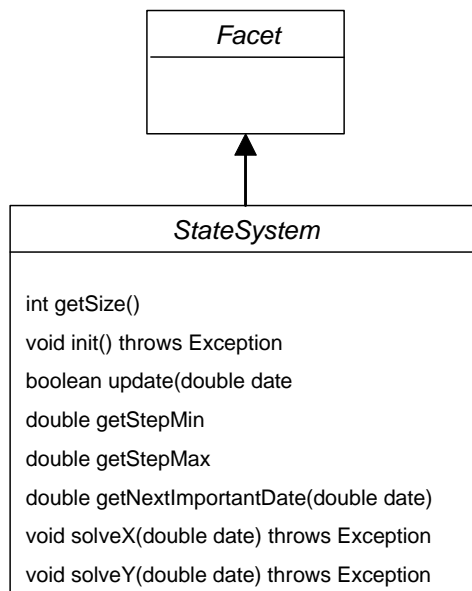 Facet
StateSystem
int getSize()
void init() throws Exception
boolean update(double date
double getStepMin
double getStepMax
double getNextImportantDate(double date)
void solveX(double date) throws Exception
void solveY(double date) throws Exception